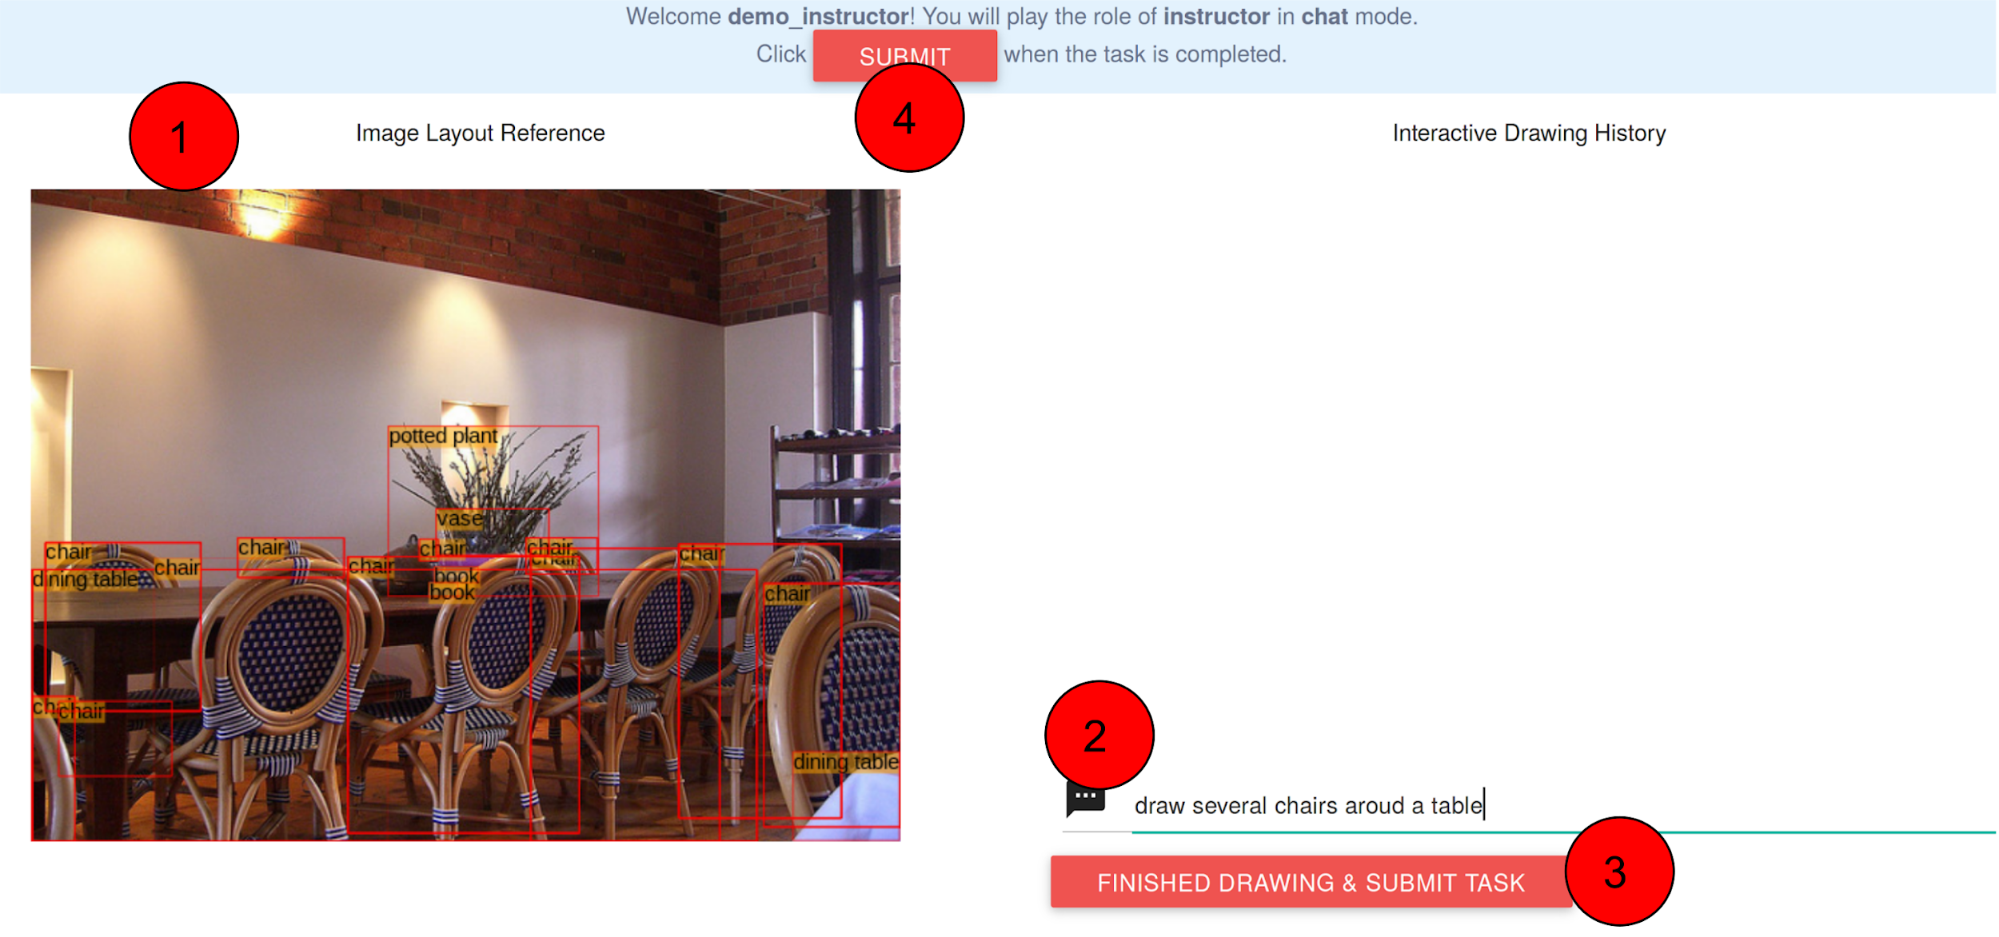 Welcome demo_instructor! You will play the role of instructor in chat mode.
Click SUBMIT when the task is completed.
1
4
Image Layout Reference
Interactive Drawing History
potted plant
vase
chair
chair
chair
chair
chair
chair
chair
chair
dining table
book
book
chair
ch
chair
dining table
2
draw several chairs aroud a table
FINISHED DRAWING & SUBMIT TASK
3